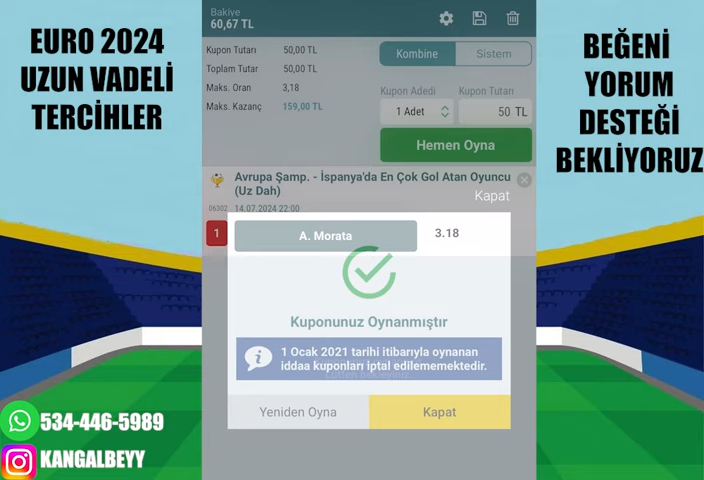 EURO 2024
UZUN VADELİ
TERCİHLER
BEĞENİ
YORUM
DESTEĞİ
BEKLİYORUZ
Bakiye
60,67 TL
Kupon Tutarı 50,00 TL
Toplam Tutar 50,00 TL
Maks. Oran 3,18
Maks. Kazanç 159,00 TL
Kombine Sistem
Kupon Adedi Kupon Tutarı
1 Adet 50 TL
Hemen Oyna
Avrupa Şamp. - İspanya'da En Çok Gol Atan Oyuncu
(Uz Dah)
Kapat
06302 14.07.2024 22:00
1 A. Morata 3.18
Kuponunuz Oynanmıştır
1 Ocak 2021 tarihi itibarıyla oynanan
iddaa kuponları iptal edilememektedir.
Yeniden Oyna Kapat
534-446-5989
KANGALBEYY